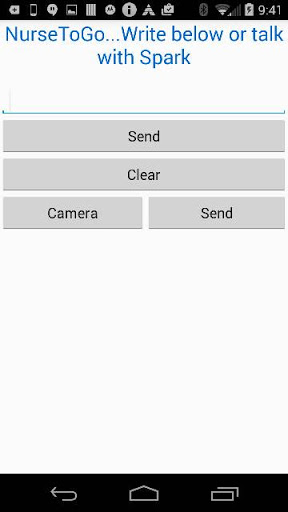 9:41
NurseToGo...Write below or talk
with Spark
Send
Clear
Camera Send